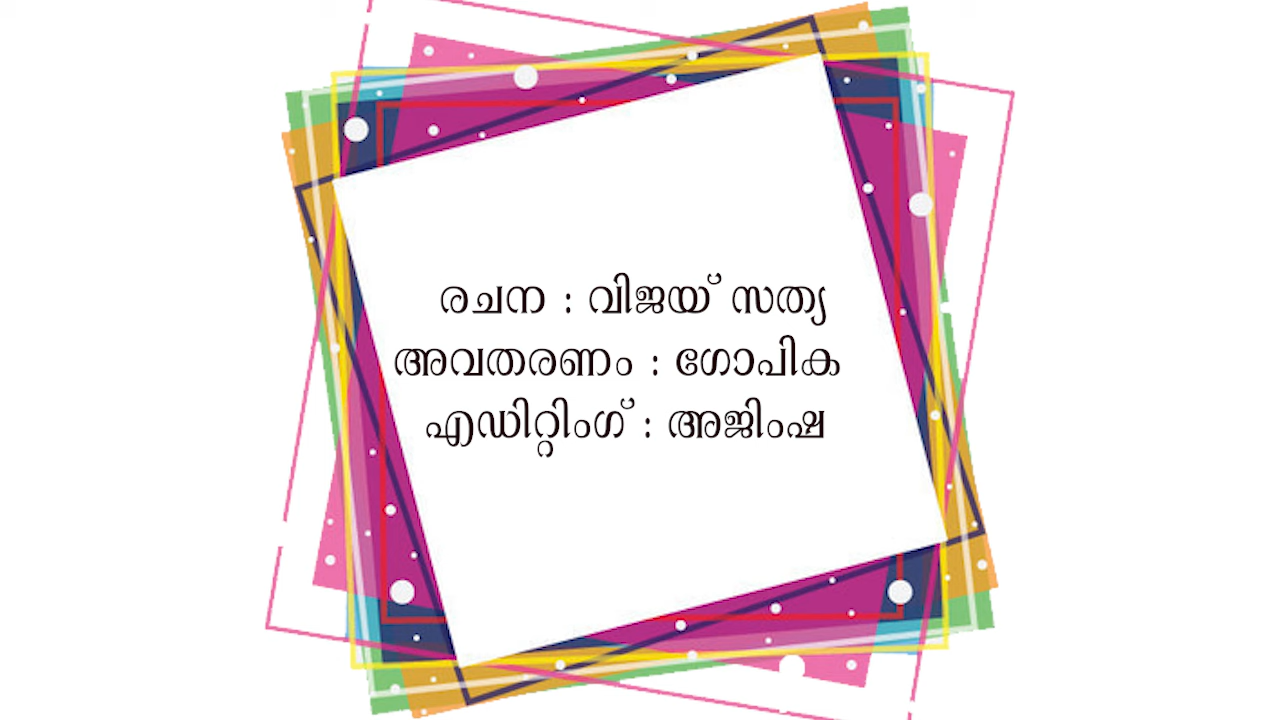 രചന : വിജയ് സത്യ
അവതരണം : ഗോപിക
എഡിറ്റിംഗ് : അജിംഷ